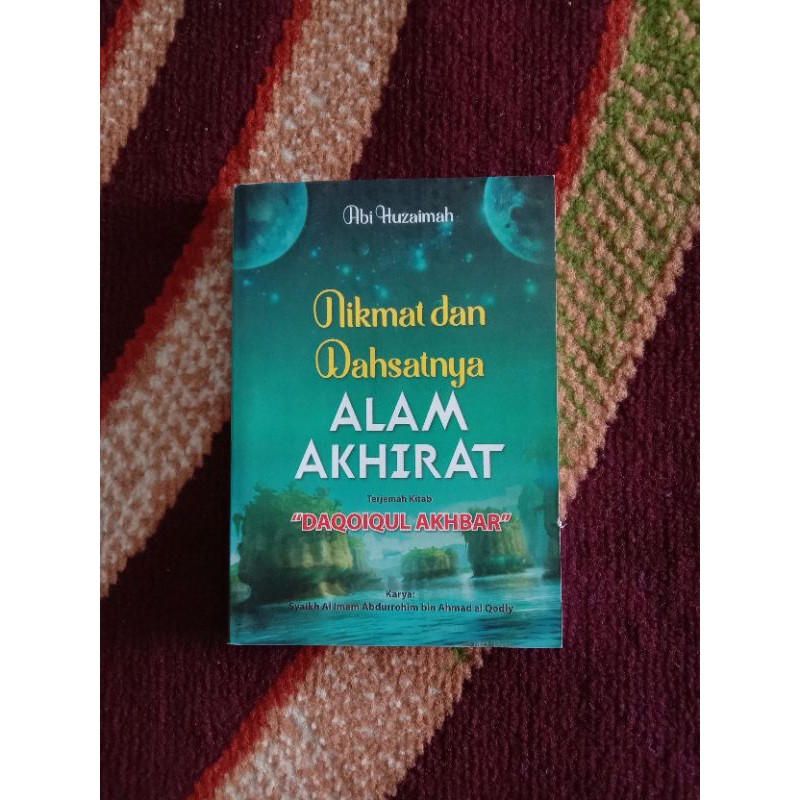 Abi Huzaimah
Nikmat dan
Dahsatnya
ALAM
AKHIRAT
Terjemah Kitab
"DAQOIQUL AKHBAR"
Karya:
Syaikh Al Imam Abdurrohim bin Ahmad al Qodly